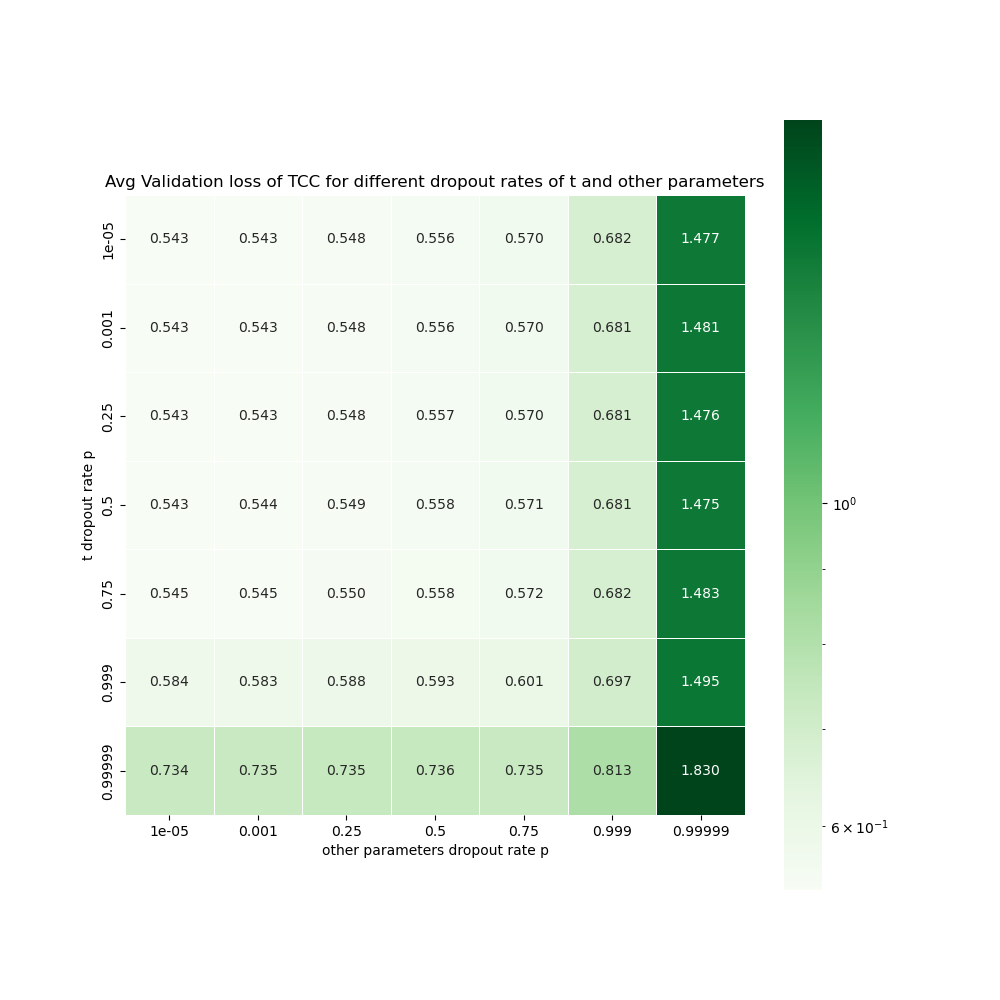 Avg Validation loss of TCC for different dropout rates of t and other parameters
t dropout rate p
1e-05 0.543 0.543 0.548 0.556 0.570 0.682 1.477
0.001 0.543 0.543 0.548 0.556 0.570 0.681 1.481
0.25 0.543 0.543 0.548 0.557 0.570 0.681 1.476
0.5 0.543 0.544 0.549 0.558 0.571 0.681 1.475
0.75 0.545 0.545 0.550 0.558 0.572 0.682 1.483
0.999 0.584 0.583 0.588 0.593 0.601 0.697 1.495
0.99999 0.734 0.735 0.735 0.736 0.735 0.813 1.830
1e-05 0.001 0.25 0.5 0.75 0.999 0.99999
other parameters dropout rate p
10⁰
6 × 10⁻¹